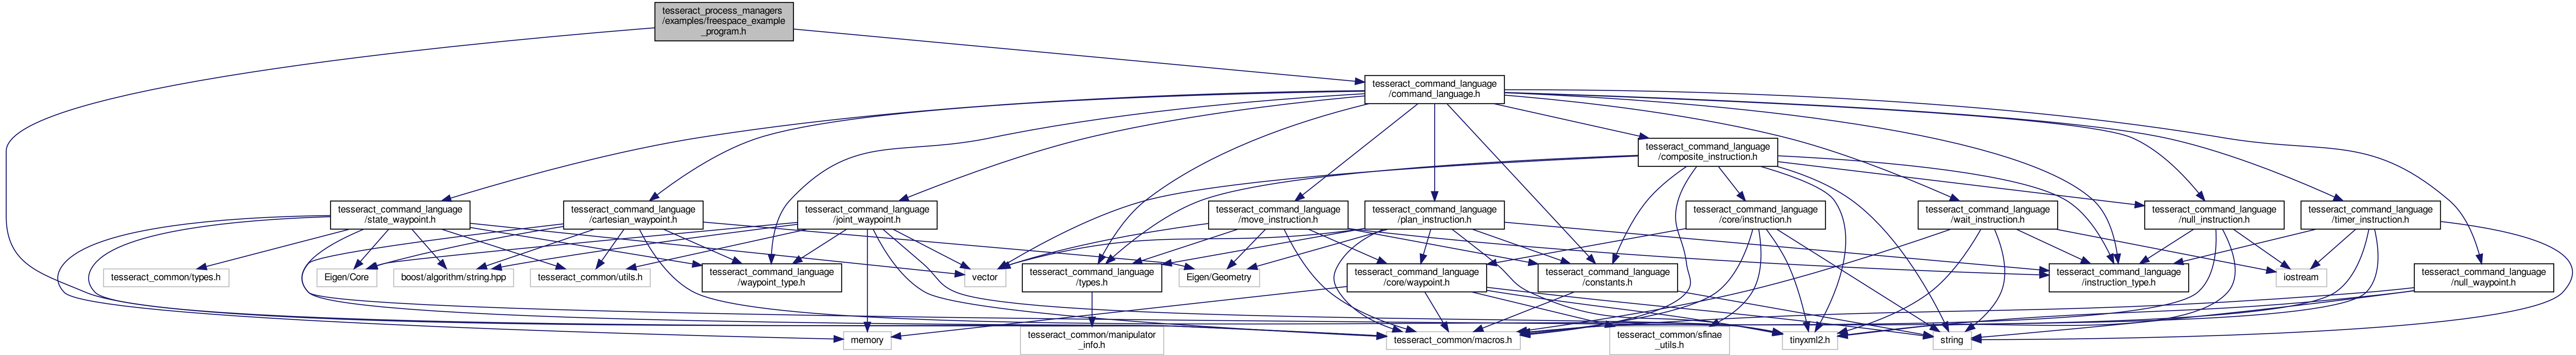 tesseract_process_managers
/examples/freespace_example
_program.h
tesseract_command_language
/command_language.h
tesseract_command_language
/composite_instruction.h
tesseract_command_language
/state_waypoint.h
tesseract_command_language
/cartesian_waypoint.h
tesseract_command_language
/joint_waypoint.h
tesseract_command_language
/move_instruction.h
tesseract_command_language
/plan_instruction.h
tesseract_command_language
/core/instruction.h
tesseract_command_language
/wait_instruction.h
tesseract_command_language
/null_instruction.h
tesseract_command_language
/timer_instruction.h
tesseract_common/types.h
Eigen/Core
boost/algorithm/string.hpp
tesseract_common/utils.h
tesseract_command_language
/waypoint_type.h
vector
tesseract_command_language
/types.h
Eigen/Geometry
tesseract_command_language
/core/waypoint.h
tesseract_command_language
/constants.h
tesseract_command_language
/instruction_type.h
iostream
tesseract_command_language
/null_waypoint.h
memory
tesseract_common/manipulator
_info.h
tesseract_common/macros.h
tesseract_common/sfinae
_utils.h
tinyxml2.h
string